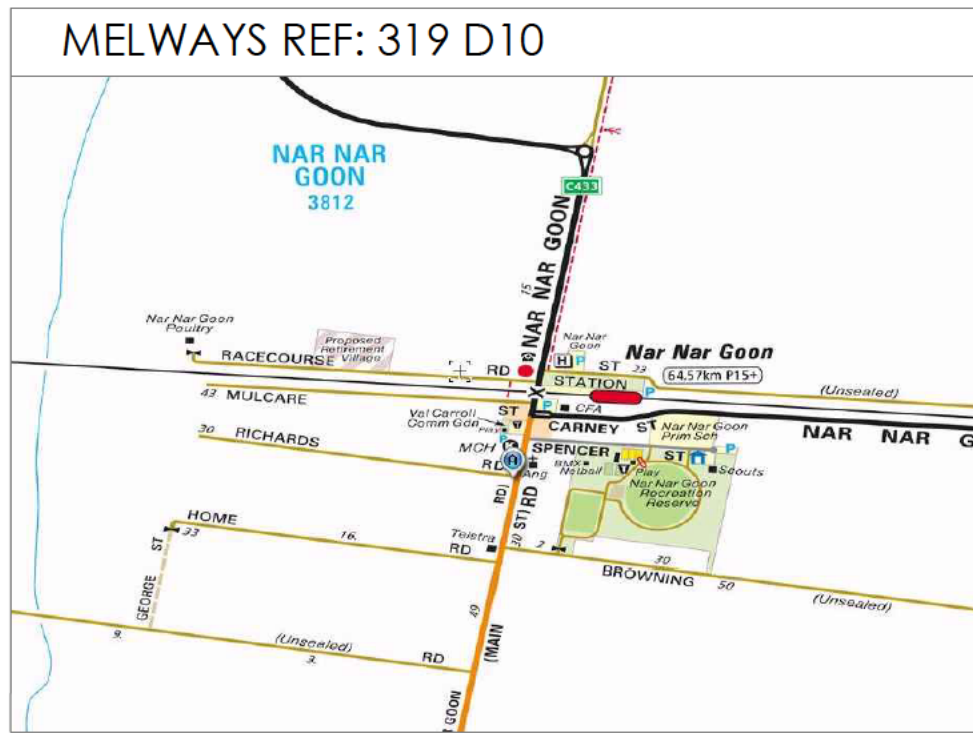 MELWAYS REF: 319 D10
NAR NAR
GOON
3812
C433
NAR NAR GOON
15
Nar Nar Goon
Poultry
Proposed
Retirement
Village
RACECOURSE
RD
Nar Nar
Goon
H
P
ST
23
Nar Nar Goon
64.57km P15+
(Unsealed)
STATION
P
43
MULCARE
ST
P
CFA
Val Carroll
Comm Gdn
Play
CARNEY
ST
Nar Nar Goon
Prim Sch
NAR NAR G
30
RICHARDS
RD
P
MCH
A
Ang
SPENCER
ST
P
BMX
Netball
Play
Scouts
Nar Nar Goon
Recreation
Reserve
RD)
30
ST)
RD
HOME
33
16.
RD
Telstra
2
30
BROWNING
50
(Unsealed)
GEORGE
ST
49
9.
(Unsealed)
3.
RD
(MAIN
R GOON